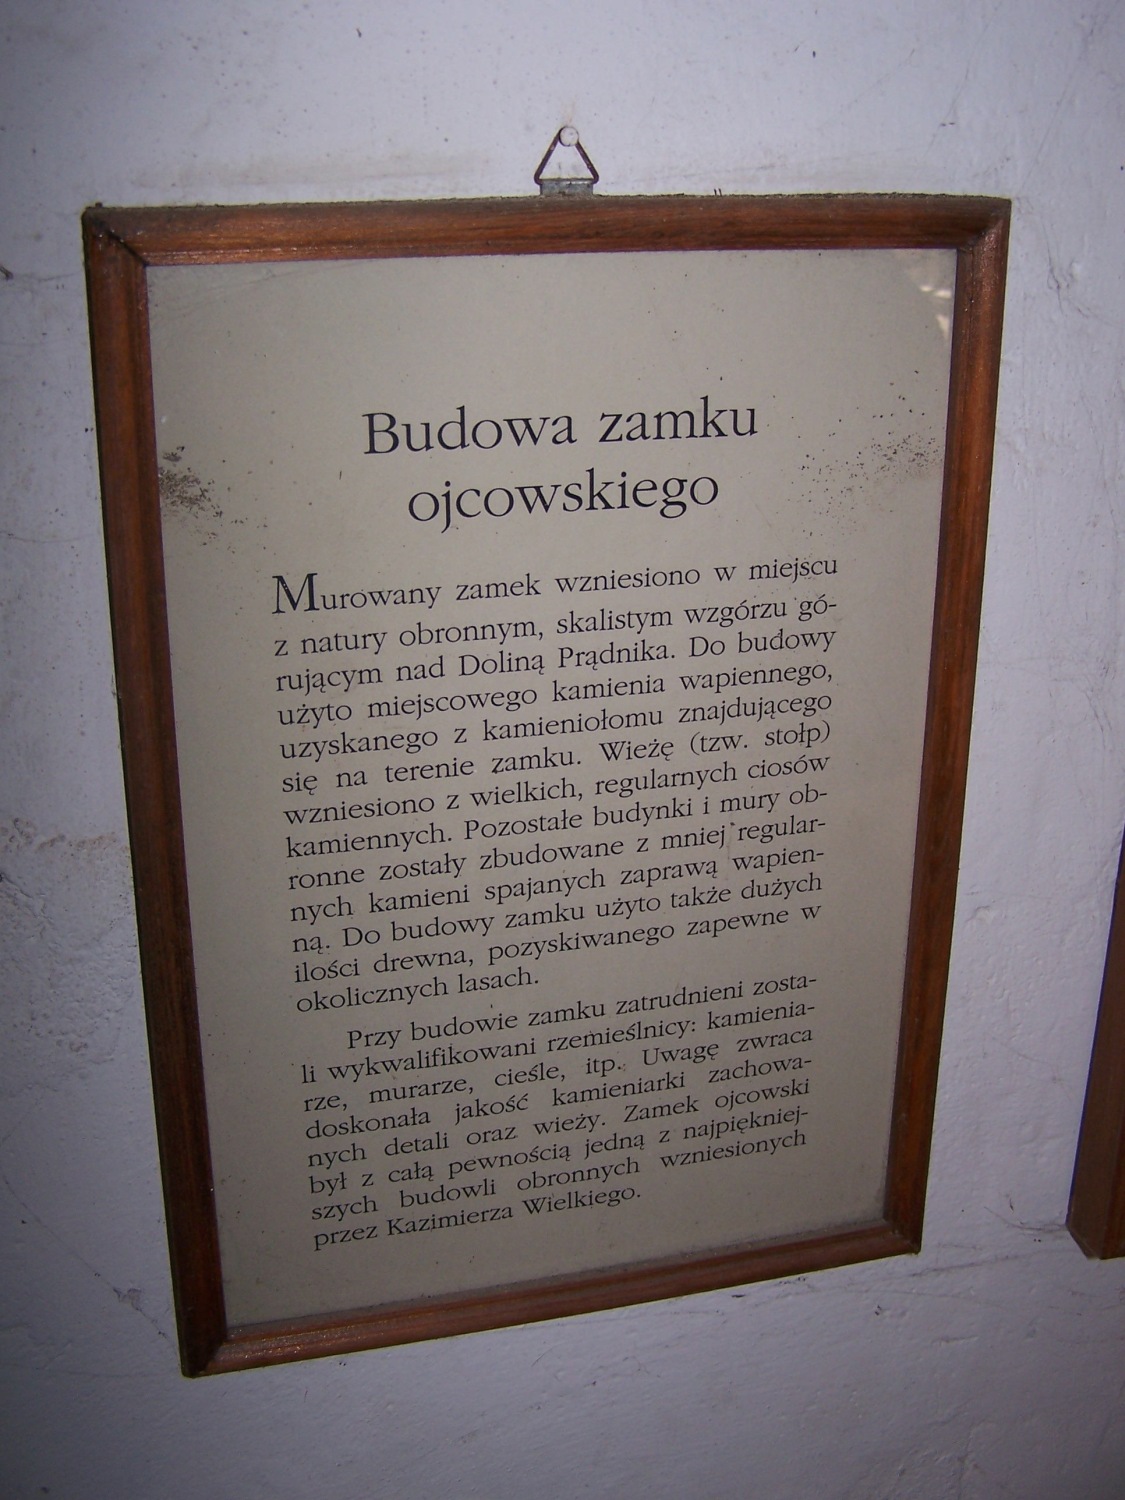 Budowa zamku
ojcowskiego
Murowany zamek wzniesiono w miejscu
z natury obronnym, skalistym wzgórzu gó-
rującym nad Doliną Prądnika. Do budowy
użyto miejscowego kamienia wapiennego,
uzyskanego z kamieniołomu znajdującego
się na terenie zamku. Wieżę (tzw. stołp)
wzniesiono z wielkich, regularnych ciosów
kamiennych. Pozostałe budynki i mury ob-
ronne zostały zbudowane z mniej regular-
nych kamieni spajanych zaprawą wapien-
ną. Do budowy zamku użyto także dużych
ilości drewna, pozyskiwanego zapewne w
okolicznych lasach.
Przy budowie zamku zatrudnieni zosta-
li wykwalifikowani rzemieślnicy: kamienia-
rze, murarze, cieśle, itp. Uwagę zwraca
doskonała jakość kamieniarki zachowa-
nych detali oraz wieży. Zamek ojcowski
był z całą pewnością jedną z najpiękniej-
szych budowli obronnych wzniesionych
przez Kazimierza Wielkiego.